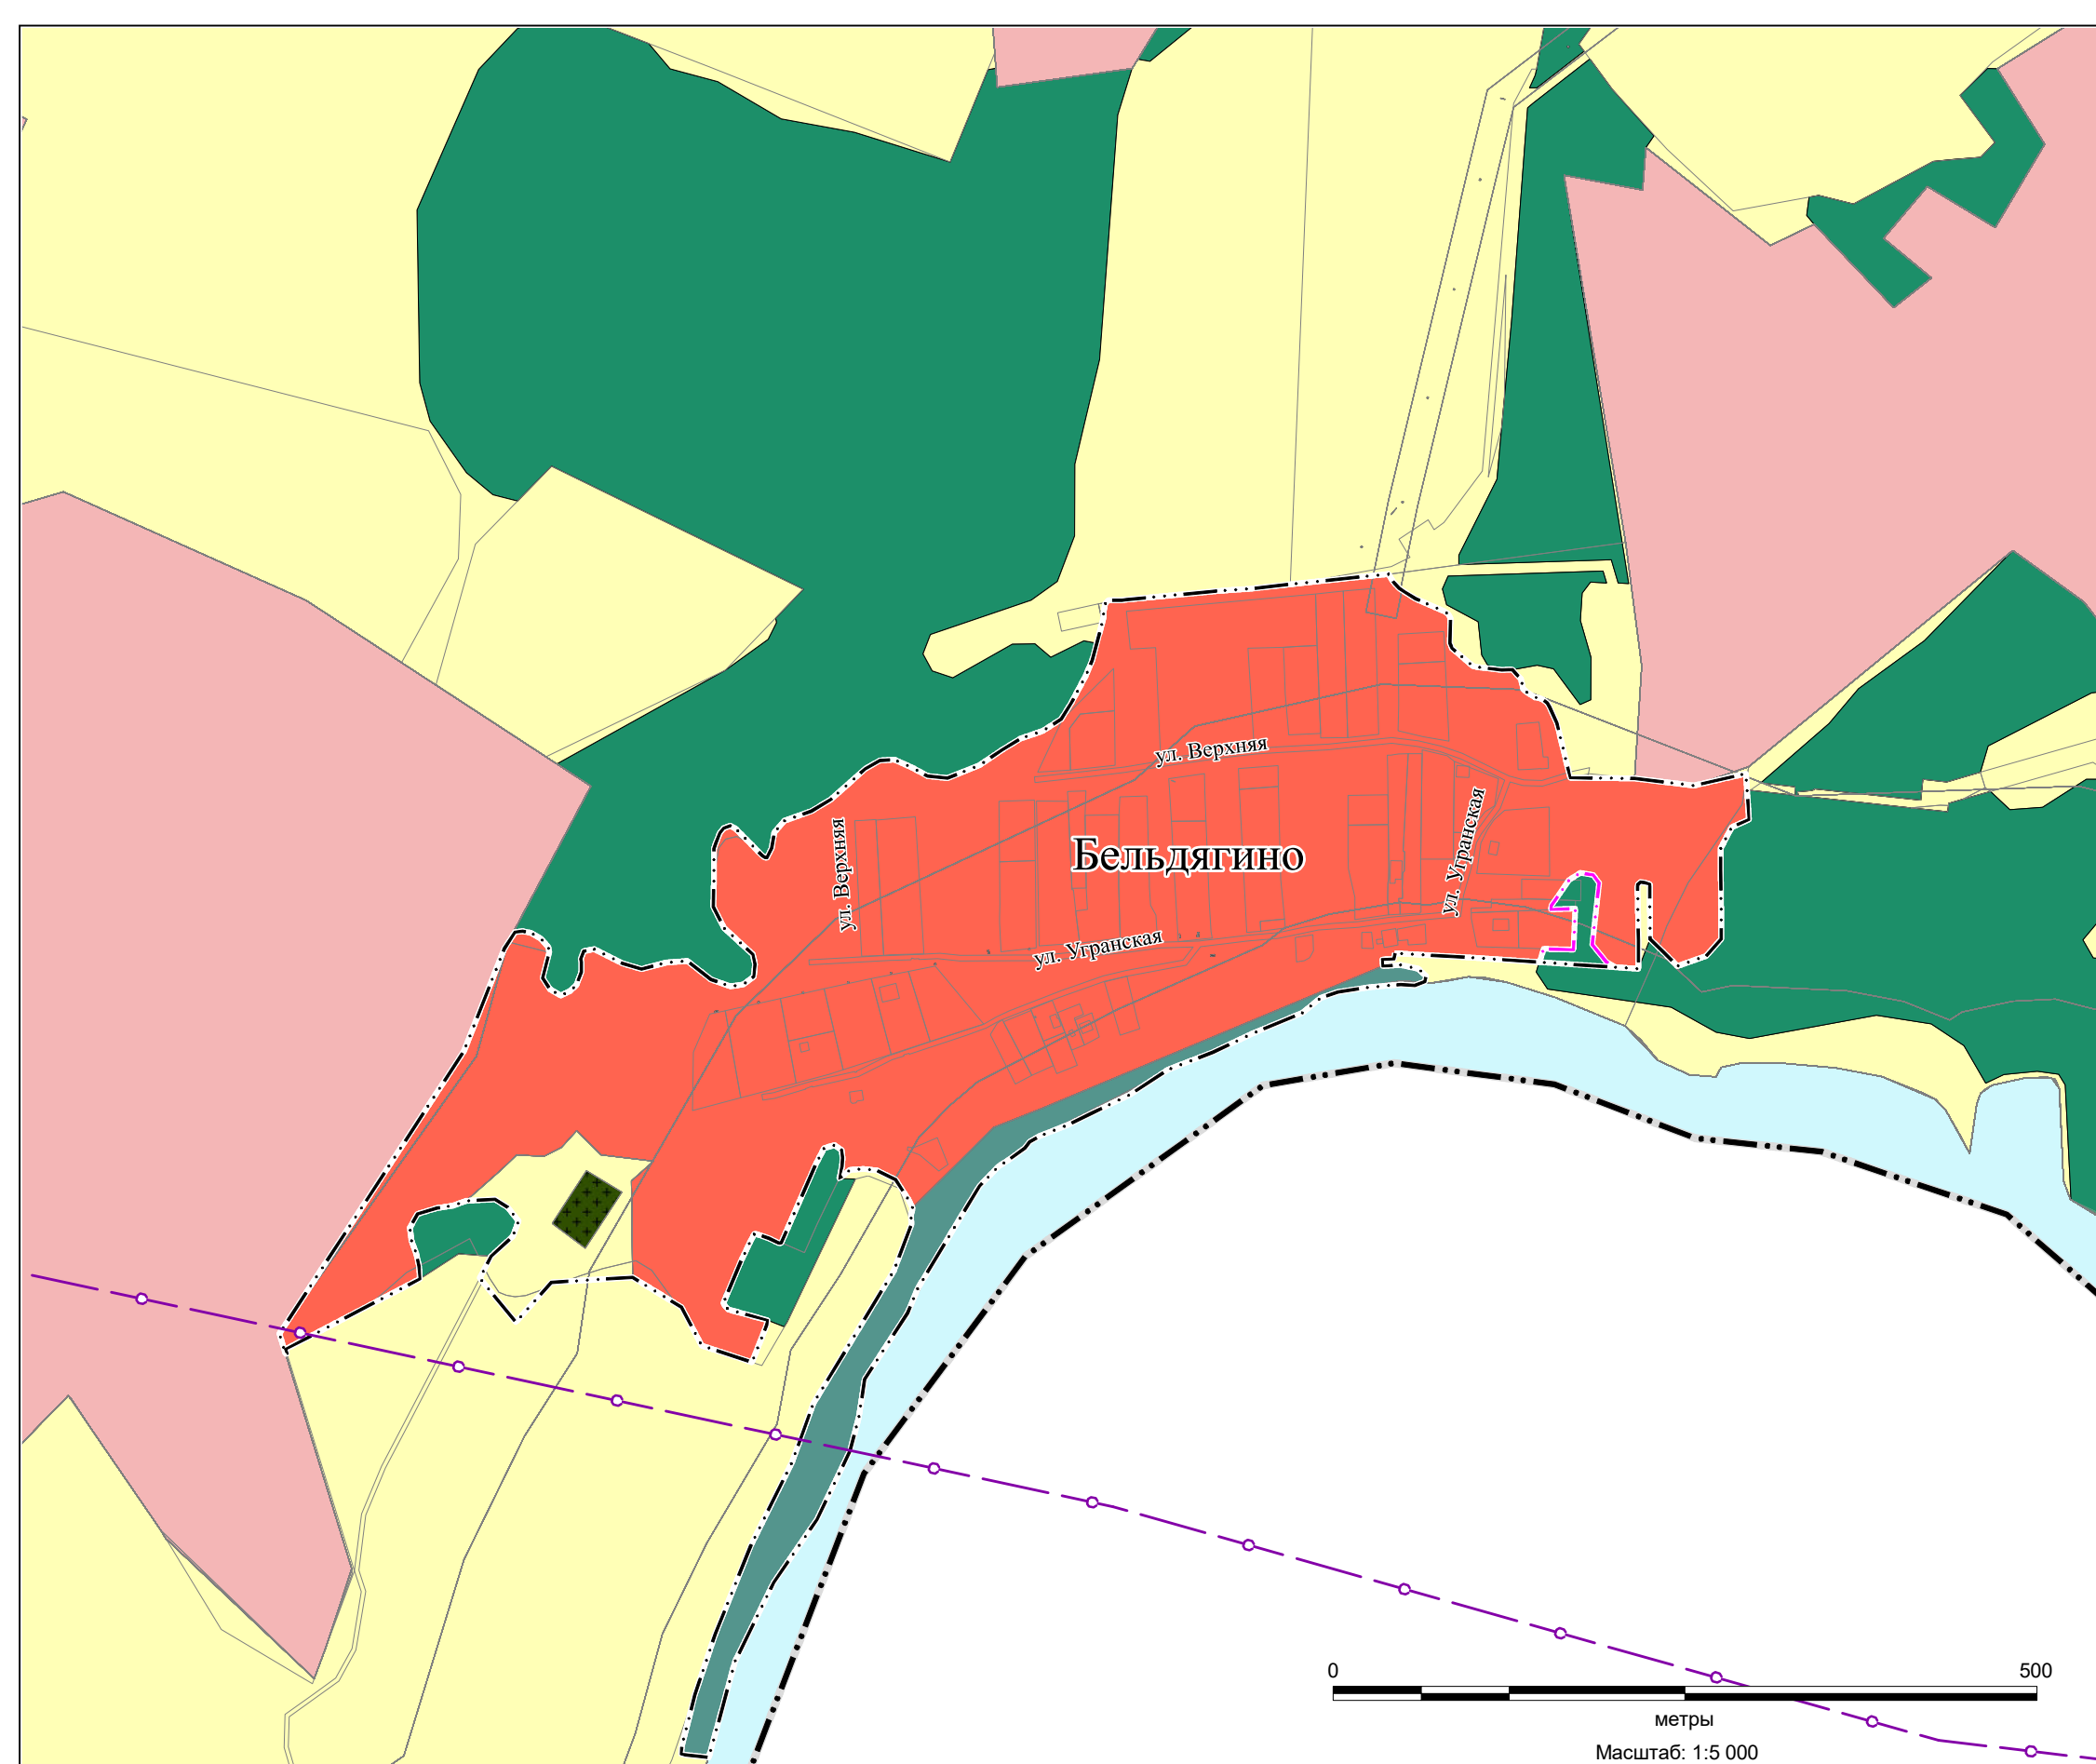 ул. Верхняя
ул. Верхняя
ул. Угранская
Бельдягино
ул. Угранская
0 500
метры
Масштаб: 1:5 000